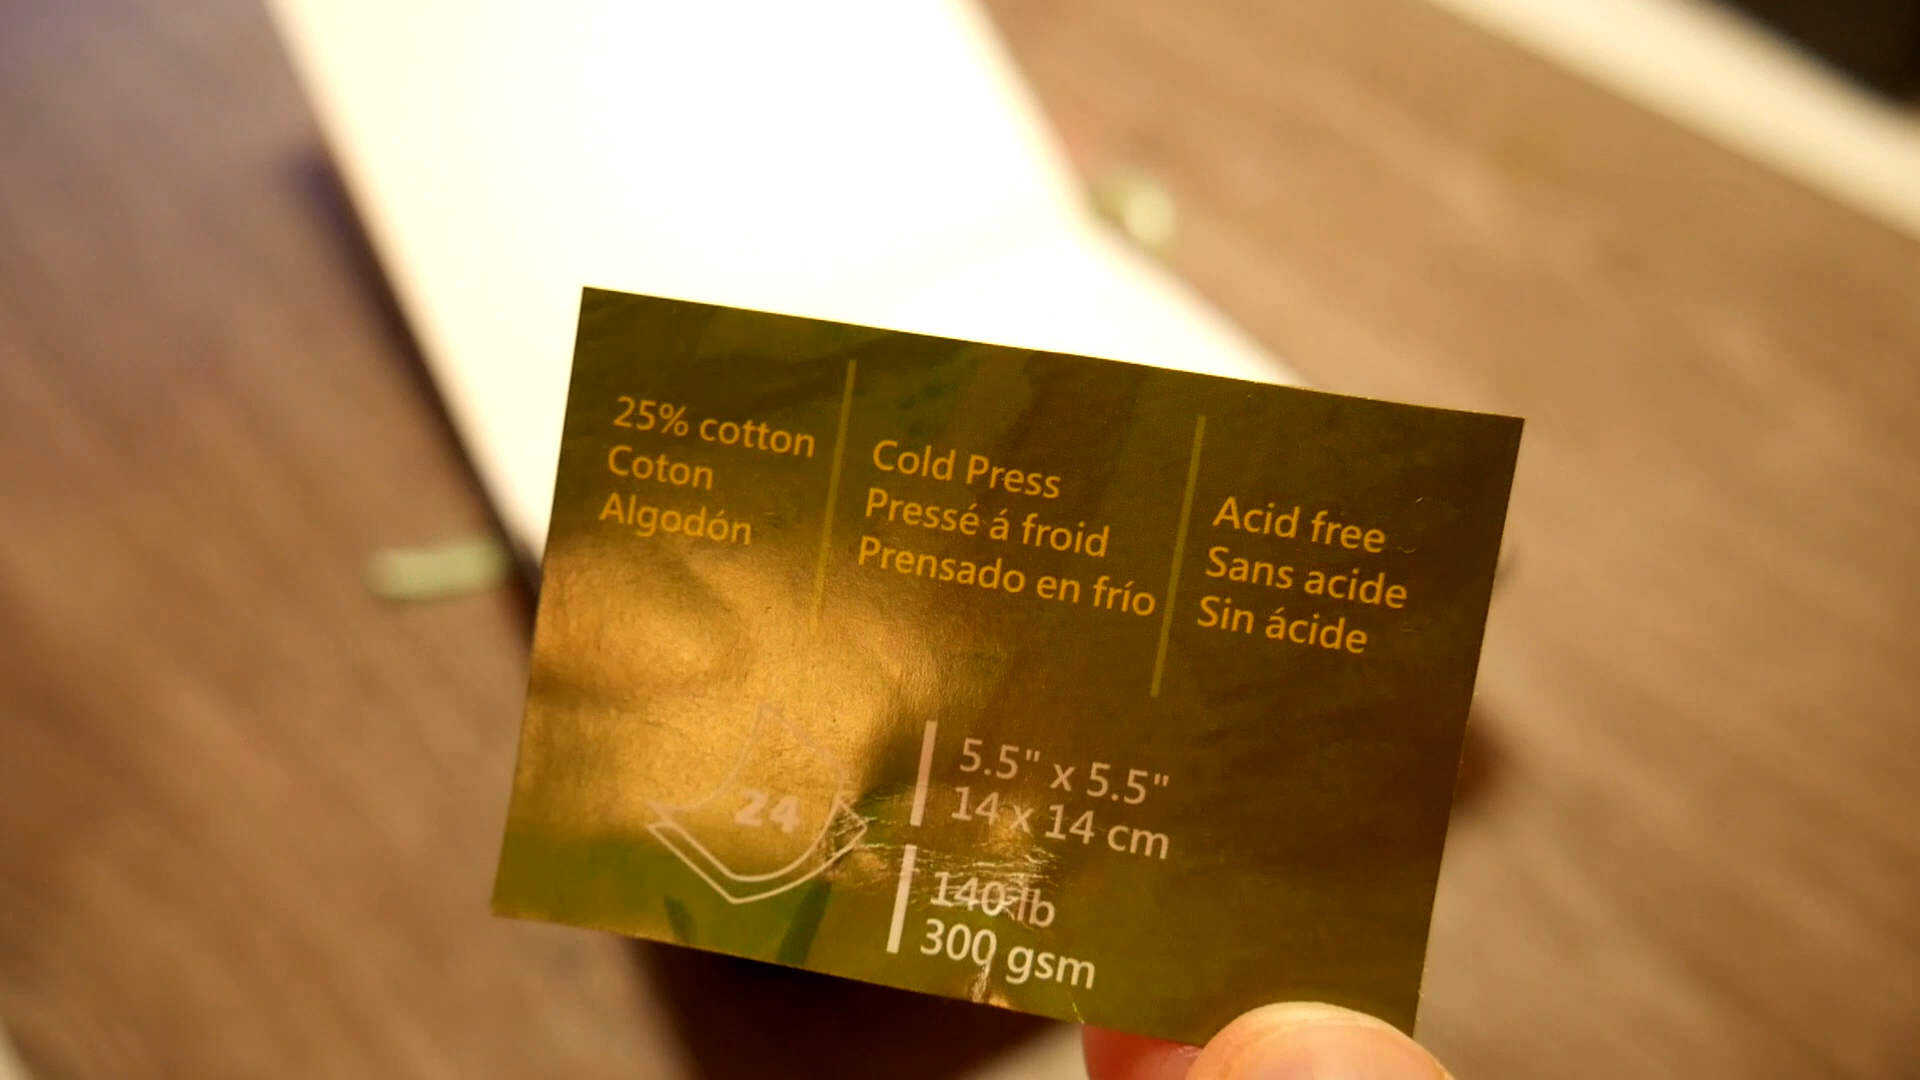 25% cotton
Coton
Algodón
Cold Press
Pressé á froid
Prensado en frío
Acid free
Sans acide
Sin ácide
24
5.5" x 5.5"
14 x 14 cm
140 lb
300 gsm